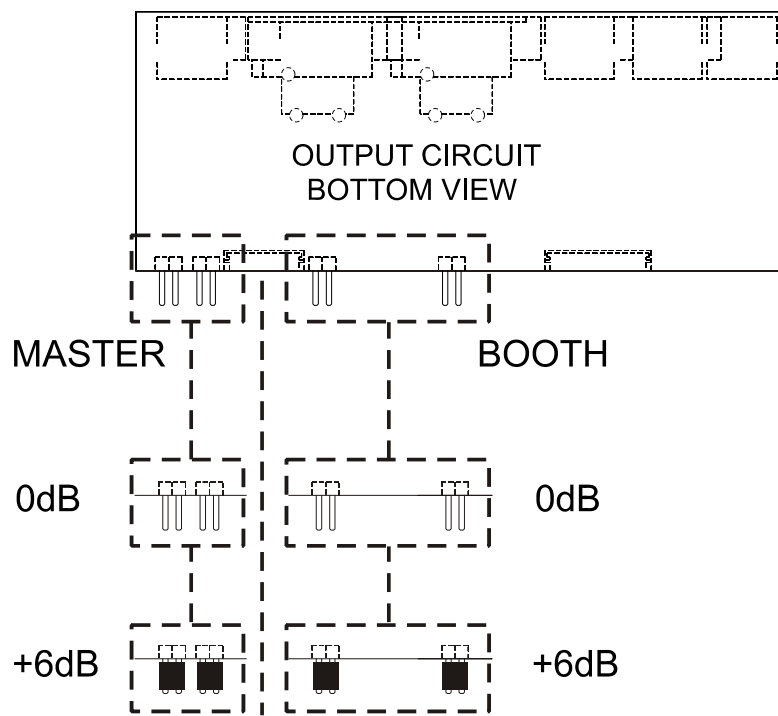 OUTPUT CIRCUIT
BOTTOM VIEW
MASTER
BOOTH
0dB
0dB
+6dB
+6dB